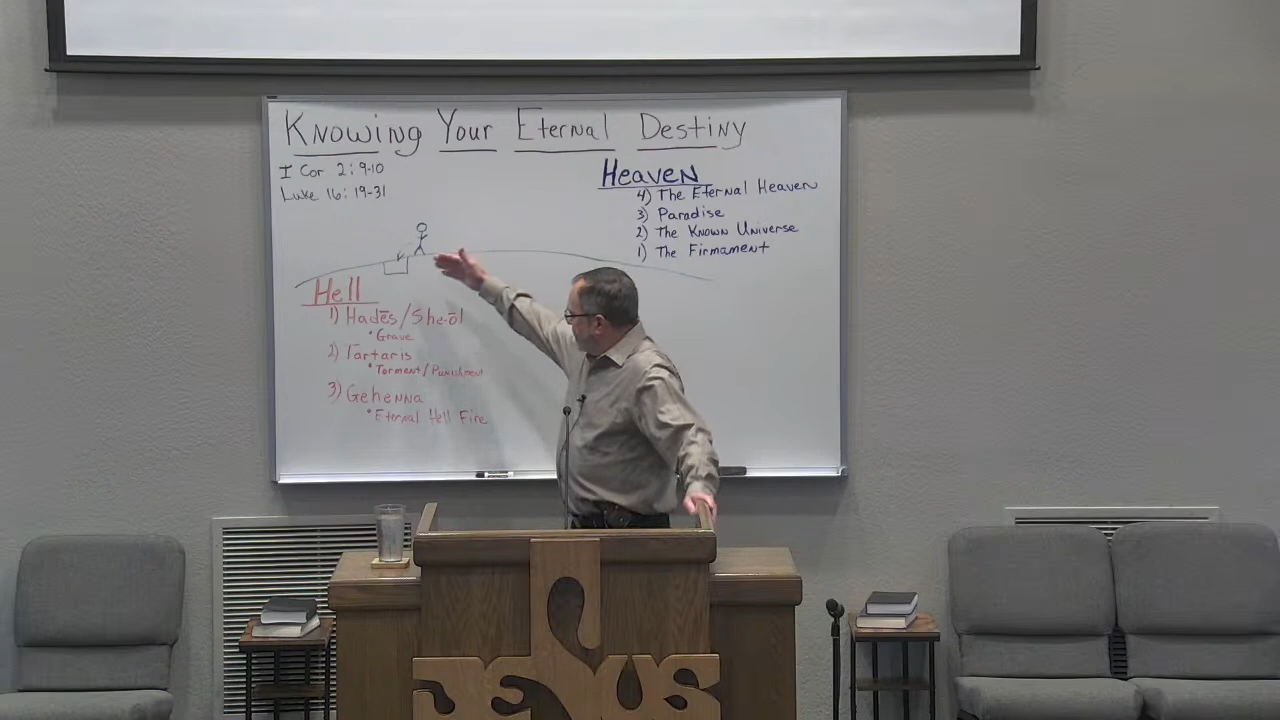 Knowing Your Eternal Destiny
I Cor 2:9-10
Luke 16:19-31
Heaven
4) The Eternal Heaven
3) Paradise
2) The Known Universe
1) The Firmament
Hell
1) Hadēs/She-ōl
• Grave
2) Tartaris
• Torment/Punishment
3) Gehenna
• Eternal Hell Fire
JESUS